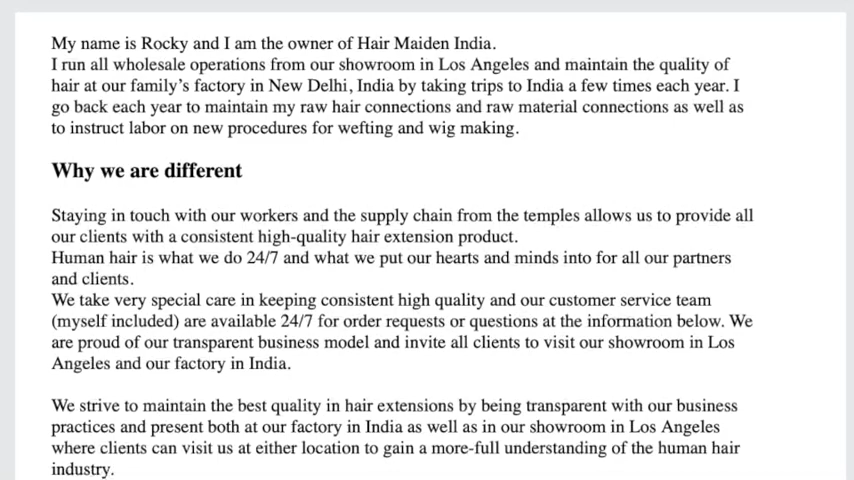 My name is Rocky and I am the owner of Hair Maiden India.
I run all wholesale operations from our showroom in Los Angeles and maintain the quality of
hair at our family's factory in New Delhi, India by taking trips to India a few times each year. I
go back each year to maintain my raw hair connections and raw material connections as well as
to instruct labor on new procedures for wefting and wig making.
Why we are different
Staying in touch with our workers and the supply chain from the temples allows us to provide all
our clients with a consistent high-quality hair extension product.
Human hair is what we do 24/7 and what we put our hearts and minds into for all our partners
and clients.
We take very special care in keeping consistent high quality and our customer service team
(myself included) are available 24/7 for order requests or questions at the information below. We
are proud of our transparent business model and invite all clients to visit our showroom in Los
Angeles and our factory in India.
We strive to maintain the best quality in hair extensions by being transparent with our business
practices and present both at our factory in India as well as in our showroom in Los Angeles
where clients can visit us at either location to gain a more-full understanding of the human hair
industry.